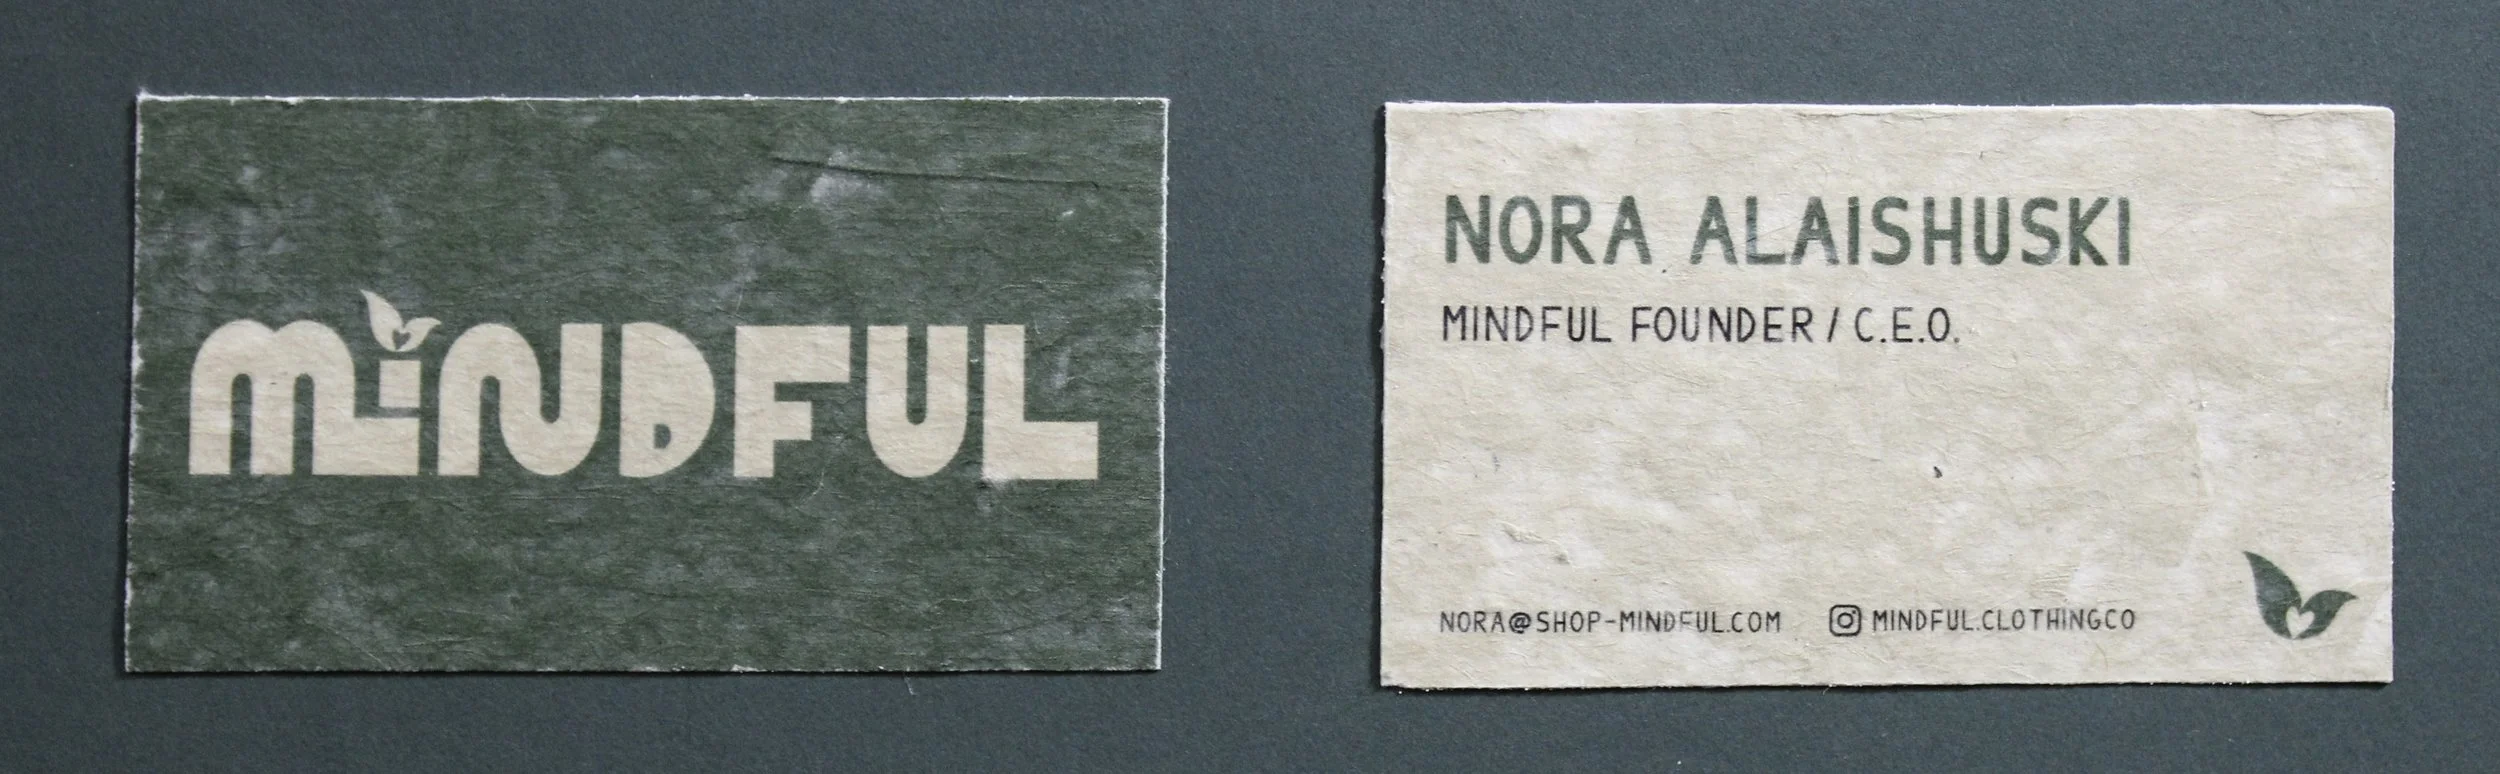 MiNDFUL
NORA ALAISHUSKI
MINDFUL FOUNDER / C.E.O.
NORA@SHOP-MINDFUL.COM MINDFUL.CLOTHINGCO